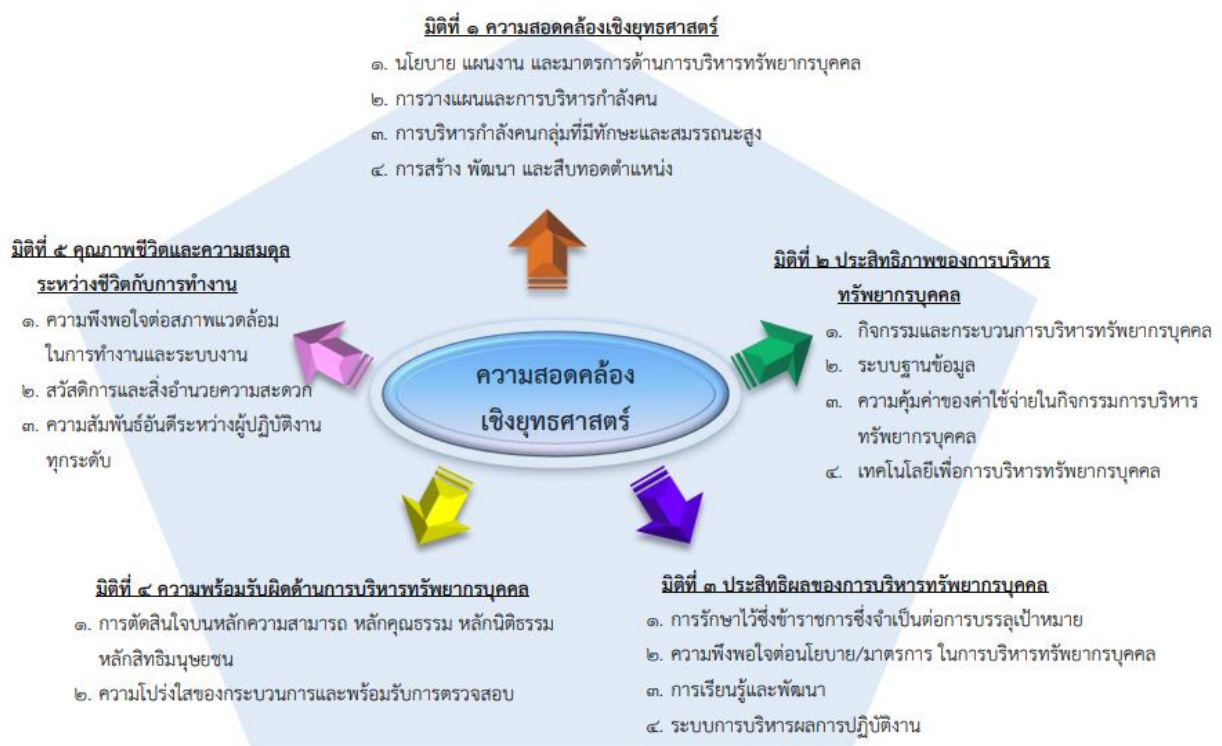 มิติที่ ๑ ความสอดคล้องเชิงยุทธศาสตร์
๑. นโยบาย แผนงาน และมาตรการด้านการบริหารทรัพยากรบุคคล
๒. การวางแผนและการบริหารกำลังคน
๓. การบริหารกำลังคนกลุ่มที่มีทักษะและสมรรถนะสูง
๔. การสร้าง พัฒนา และสืบทอดตำแหน่ง
มิติที่ ๕ คุณภาพชีวิตและความสมดุล
ระหว่างชีวิตกับการทำงาน
๑. ความพึงพอใจต่อสภาพแวดล้อม
ในการทำงานและระบบงาน
๒. สวัสดิการและสิ่งอำนวยความสะดวก
๓. ความสัมพันธ์อันดีระหว่างผู้ปฏิบัติงาน
ทุกระดับ
ความสอดคล้อง
เชิงยุทธศาสตร์
มิติที่ ๒ ประสิทธิภาพของการบริหาร
ทรัพยากรบุคคล
๑. กิจกรรมและกระบวนการบริหารทรัพยากรบุคคล
๒. ระบบฐานข้อมูล
๓. ความคุ้มค่าของค่าใช้จ่ายในกิจกรรมการบริหาร
ทรัพยากรบุคคล
๔. เทคโนโลยีเพื่อการบริหารทรัพยากรบุคคล
มิติที่ ๔ ความพร้อมรับผิดด้านการบริหารทรัพยากรบุคคล
๑. การตัดสินใจบนหลักความสามารถ หลักคุณธรรม หลักนิติธรรม
หลักสิทธิมนุษยชน
๒. ความโปร่งใสของกระบวนการและพร้อมรับการตรวจสอบ
มิติที่ ๓ ประสิทธิผลของการบริหารทรัพยากรบุคคล
๑. การรักษาไว้ซึ่งข้าราชการซึ่งจำเป็นต่อการบรรลุเป้าหมาย
๒. ความพึงพอใจต่อนโยบาย/มาตรการ ในการบริหารทรัพยากรบุคคล
๓. การเรียนรู้และพัฒนา
๔. ระบบการบริหารผลการปฏิบัติงาน